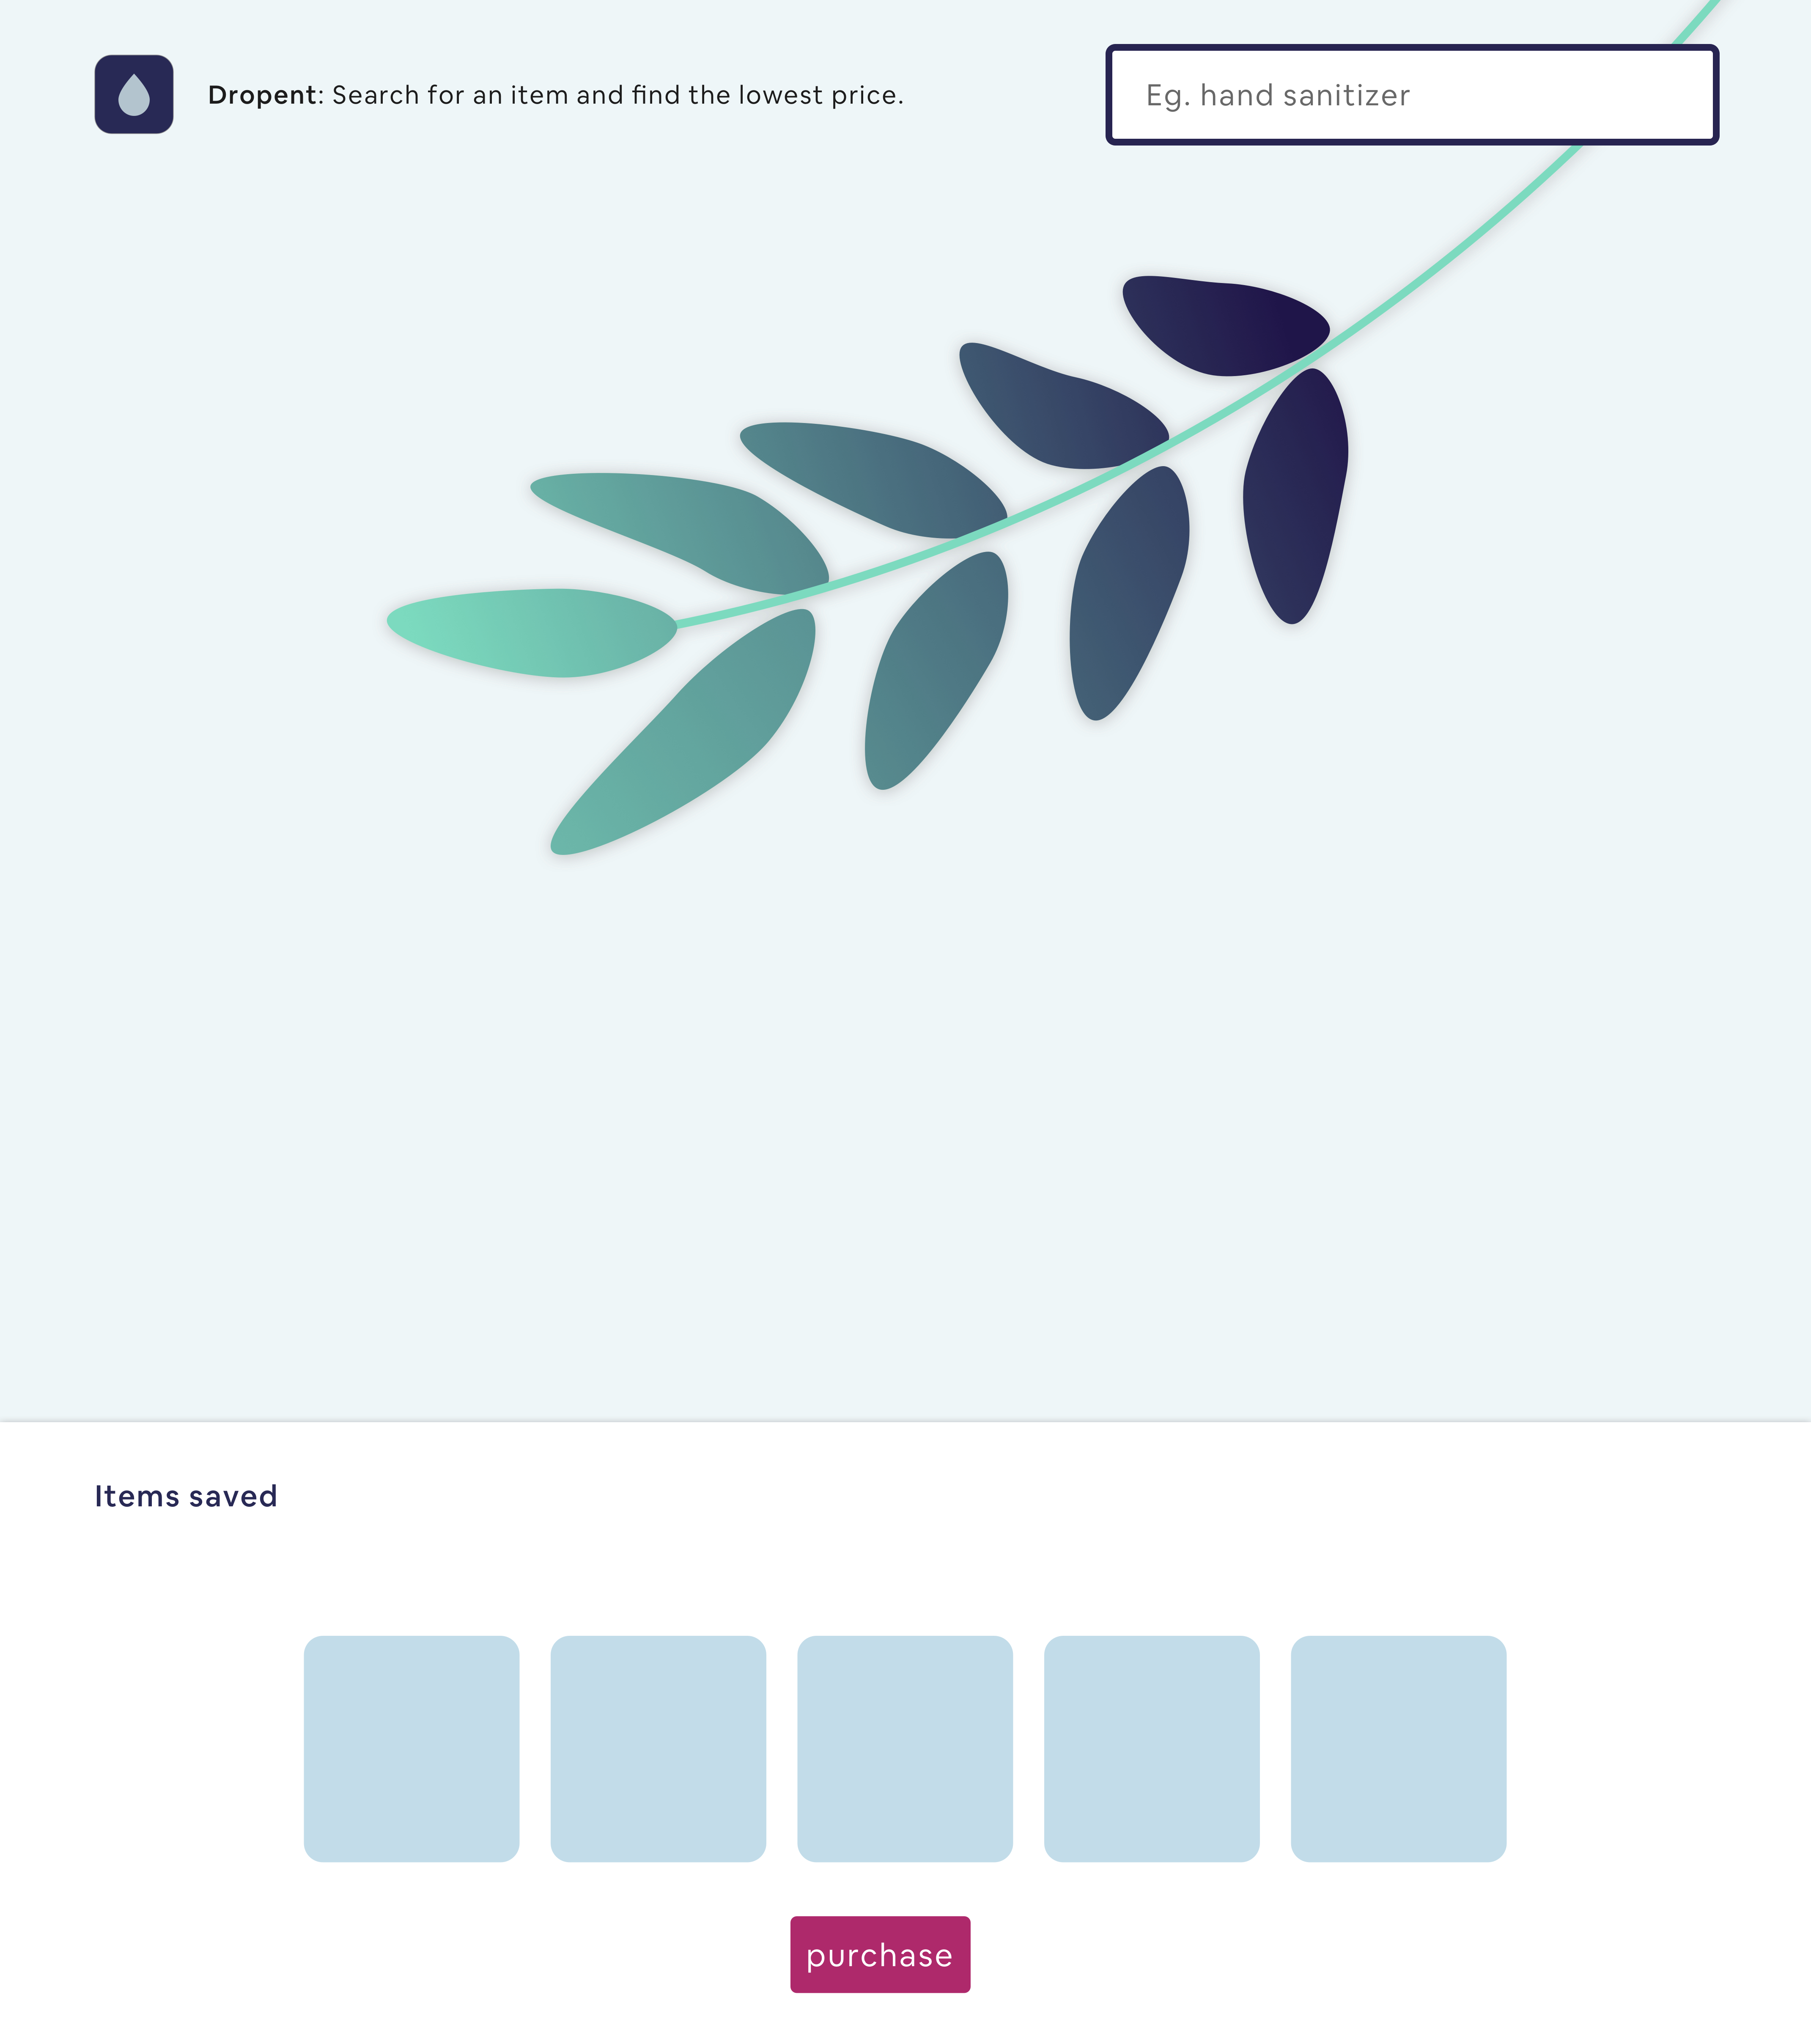 Dropent: Search for an item and find the lowest price.
Eg. hand sanitizer
Items saved
purchase